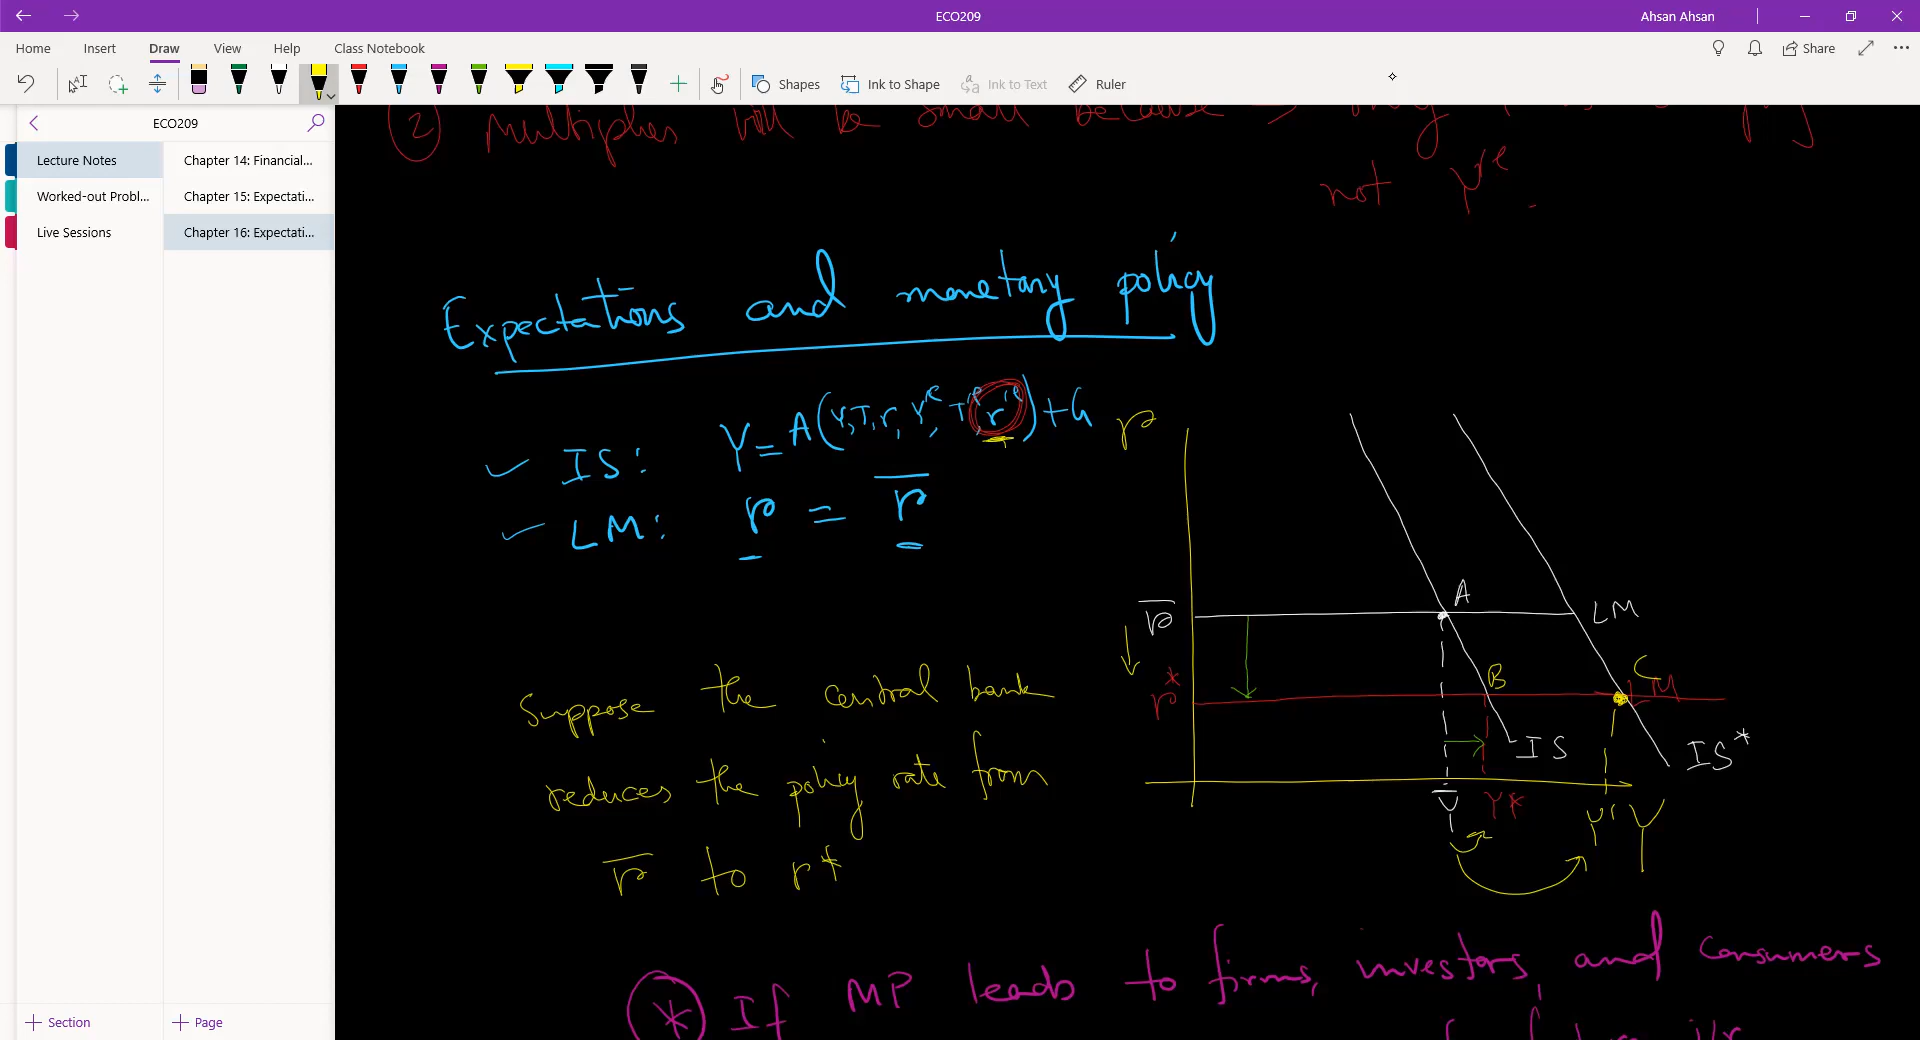 ECO209
Ahsan Ahsan
Home Insert Draw View Help Class Notebook
Share
Shapes Ink to Shape Ink to Text Ruler
ECO209
Lecture Notes
Worked-out Probl...
Live Sessions
Chapter 14: Financial...
Chapter 15: Expectati...
Chapter 16: Expectati...
Section
Page
② Multiplier will be small because →
not Y'e.
Expectations and monetary policy
IS: Y = A(Y, T, r, Y'e, T'e, r'e) + G
LM: r = r̅
Suppose the central bank
reduces the policy rate from
r̅ to r*
r
r̅
A
LM
r*
B
C
LM
IS
IS*
Y̅
Y*
Y'
Y
* If MP leads to firms, investors, and consumers